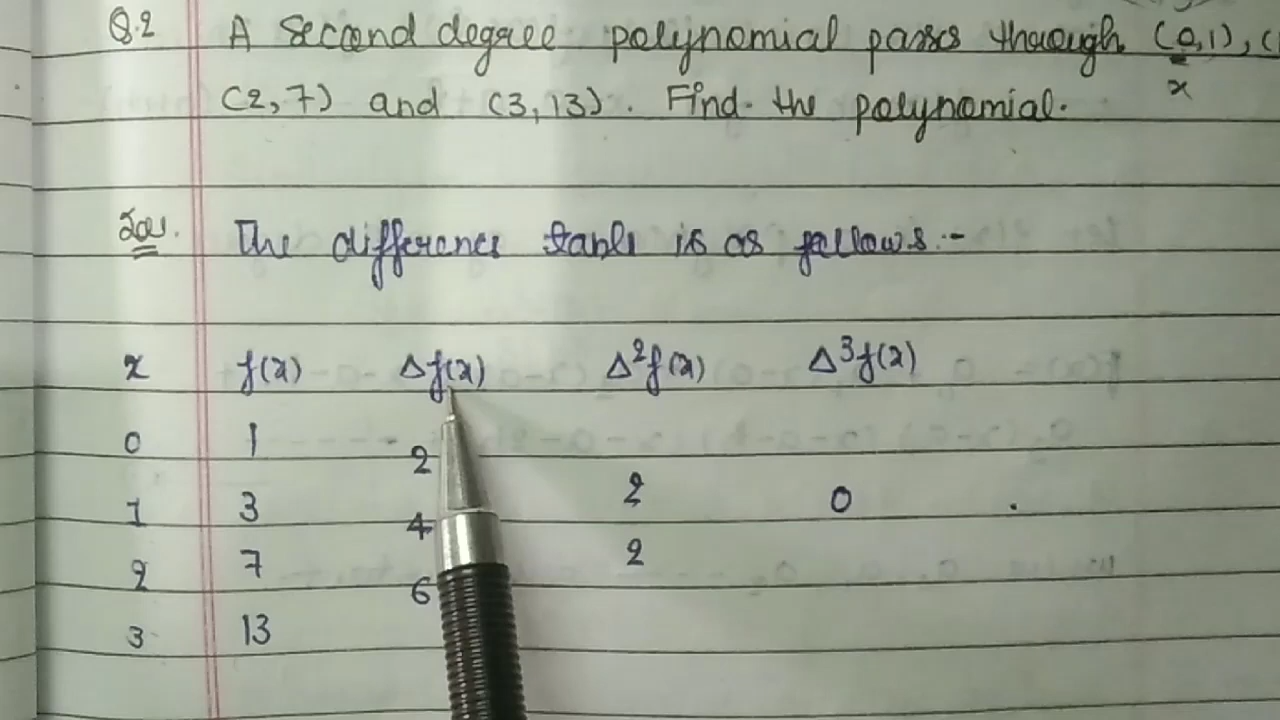 Q.2 A second degree polynomial passes through (0,1), (
x
(2,7) and (3,13). Find the polynomial.
Sol. The difference table is as follows:-
x f(x) Δf(x) Δ²f(x) Δ³f(x)
0 1
2
2
1 3 0
4
2
2 7
6
3 13